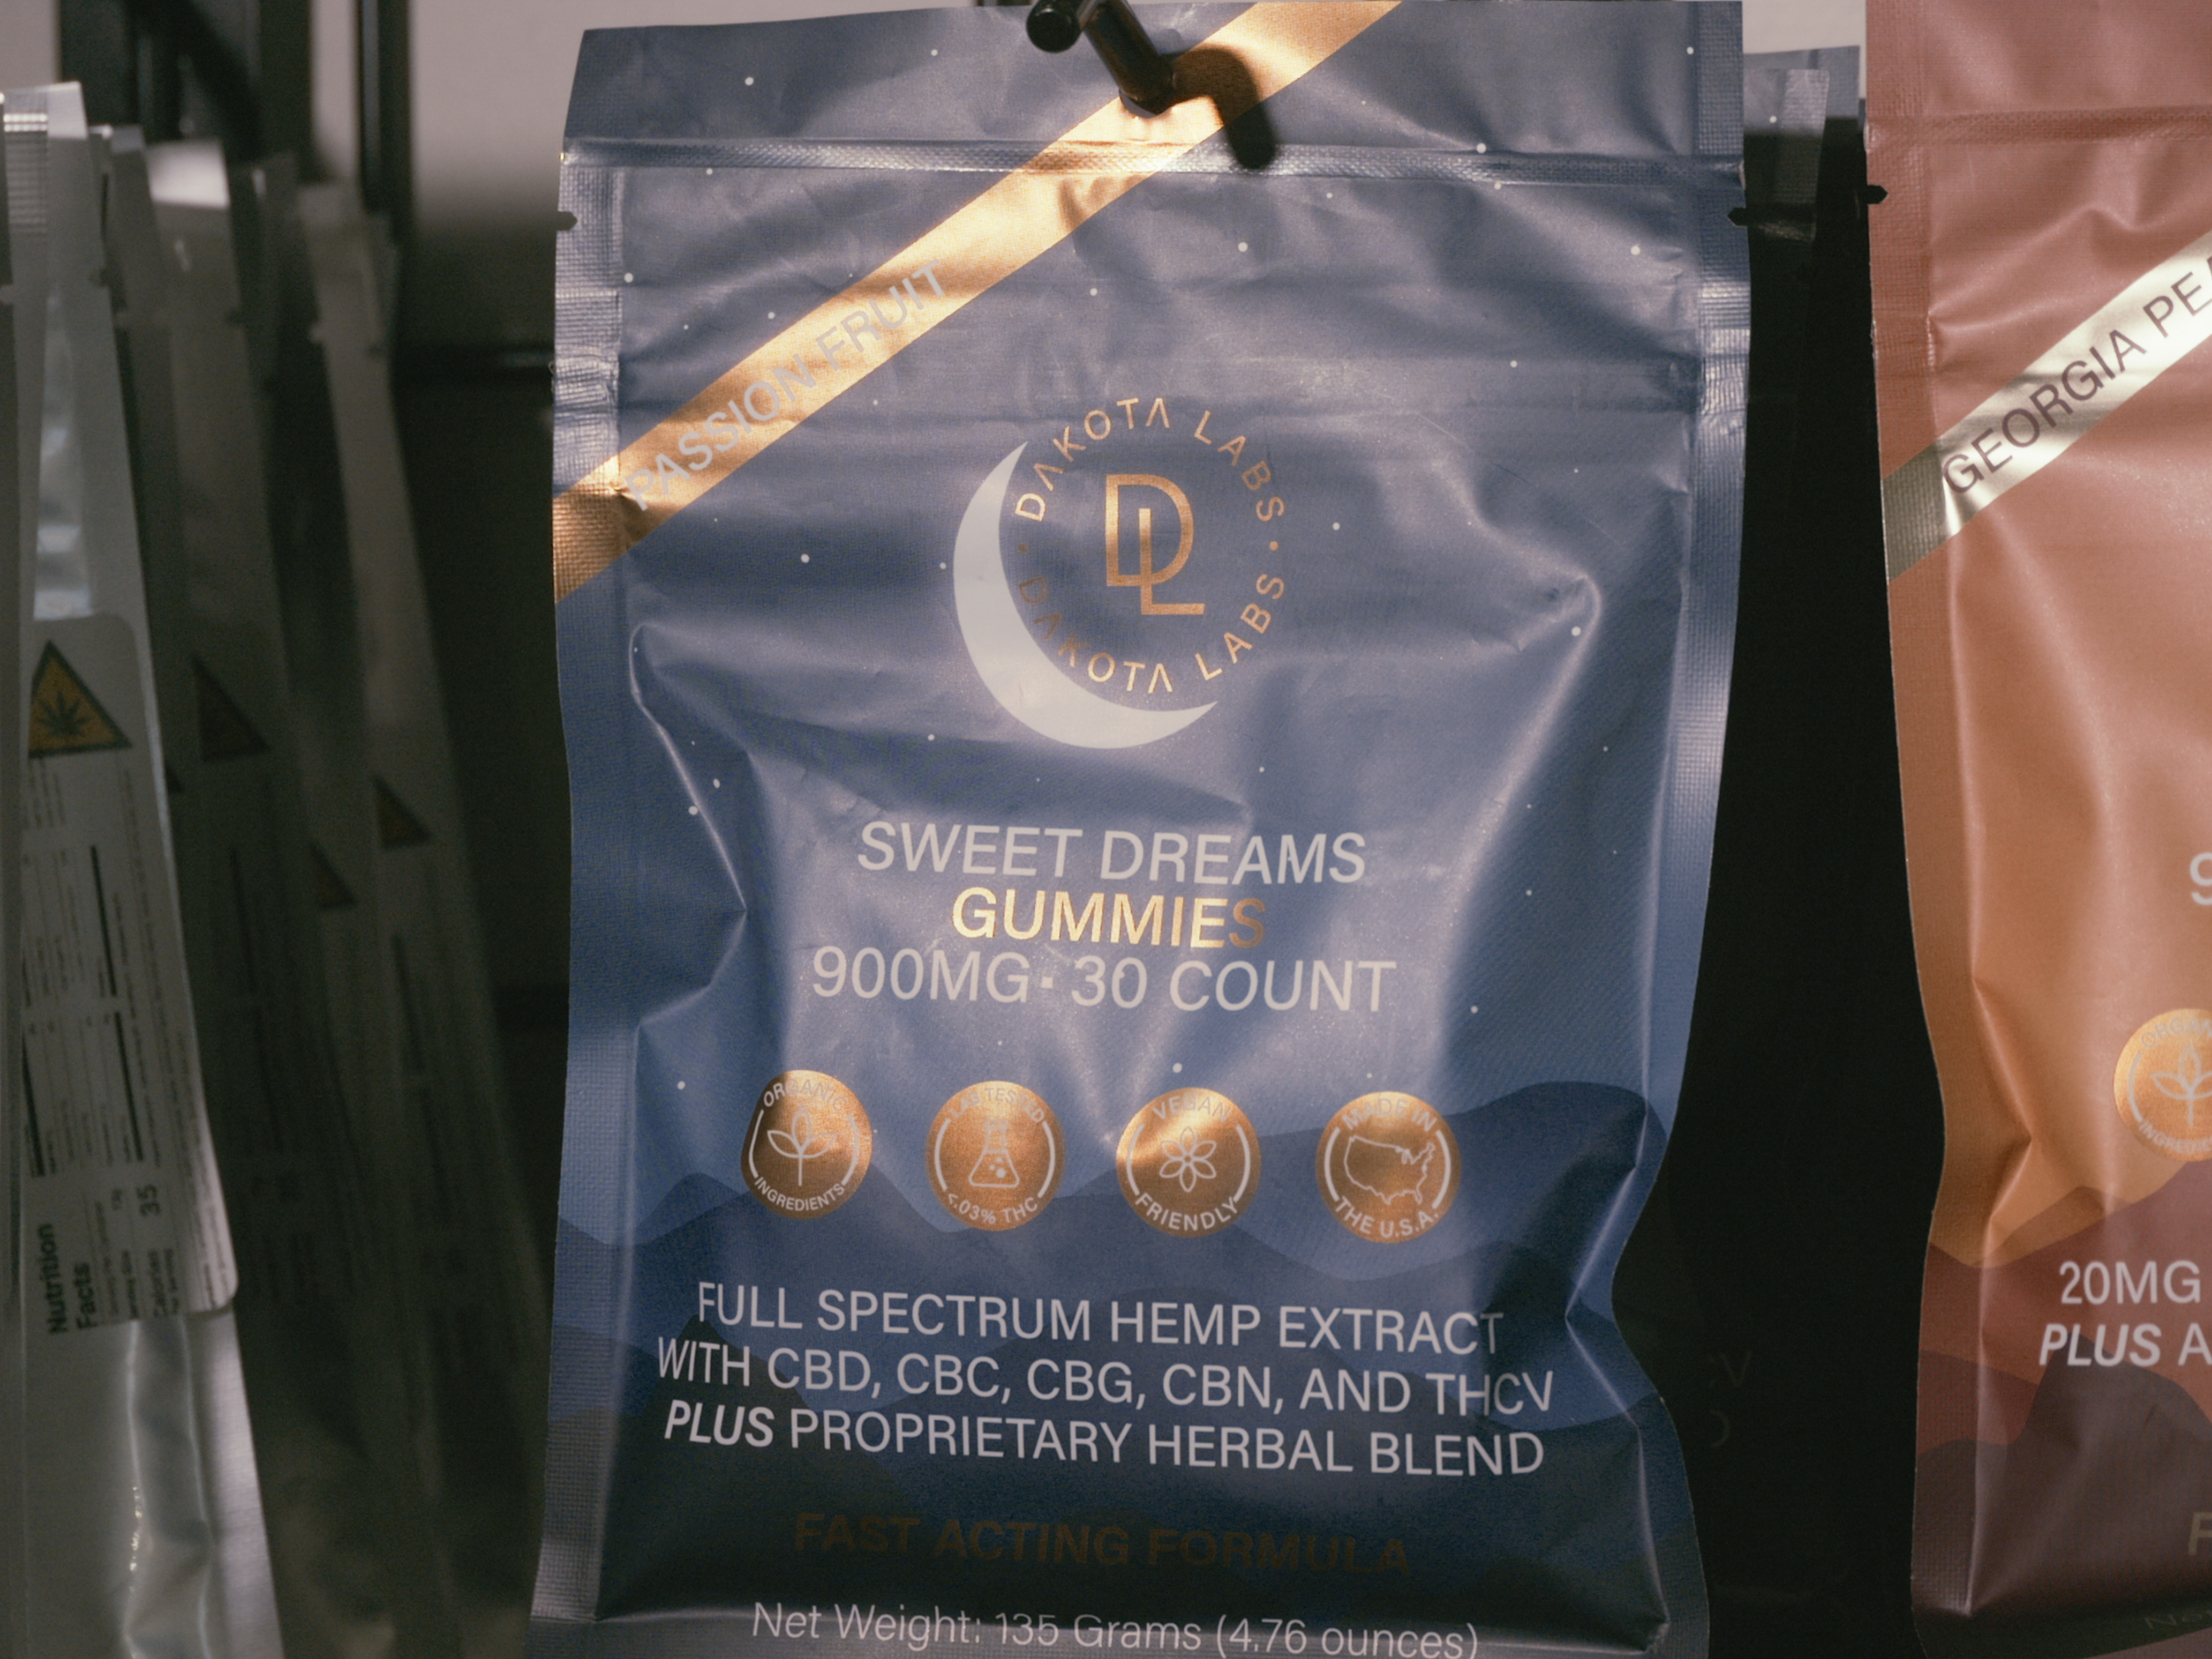 PASSION FRUIT
DAKOTA LABS · DAKOTA LABS ·
DL
SWEET DREAMS
GUMMIES
900MG · 30 COUNT
ORGANIC INGREDIENTS
LAB TESTED <.03% THC
VEGAN FRIENDLY
MADE IN THE U.S.A.
FULL SPECTRUM HEMP EXTRACT
WITH CBD, CBC, CBG, CBN, AND THCV
PLUS PROPRIETARY HERBAL BLEND
FAST ACTING FORMULA
Net Weight: 135 Grams (4.76 ounces)
GEORGIA
20MG
PLUS
Nutrition
Facts
Calories 35